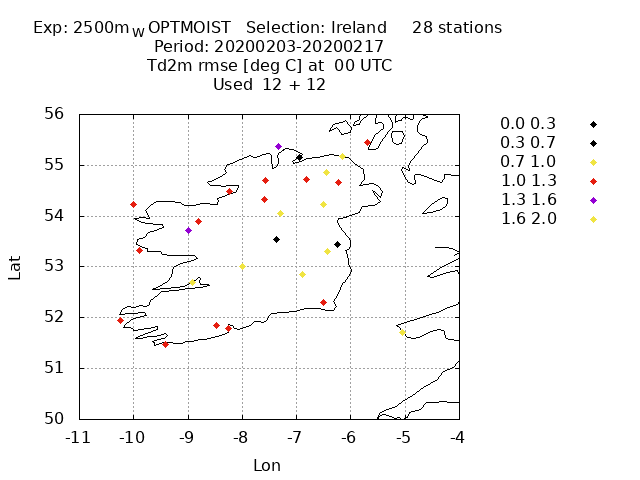 Exp: 2500m_W OPTMOIST Selection: Ireland 28 stations
Period: 20200203-20200217
Td2m rmse [deg C] at 00 UTC
Used 12 + 12
0.0 0.3
0.3 0.7
0.7 1.0
1.0 1.3
1.3 1.6
1.6 2.0
56
55
54
53
52
51
50
Lat
-11 -10 -9 -8 -7 -6 -5 -4
Lon